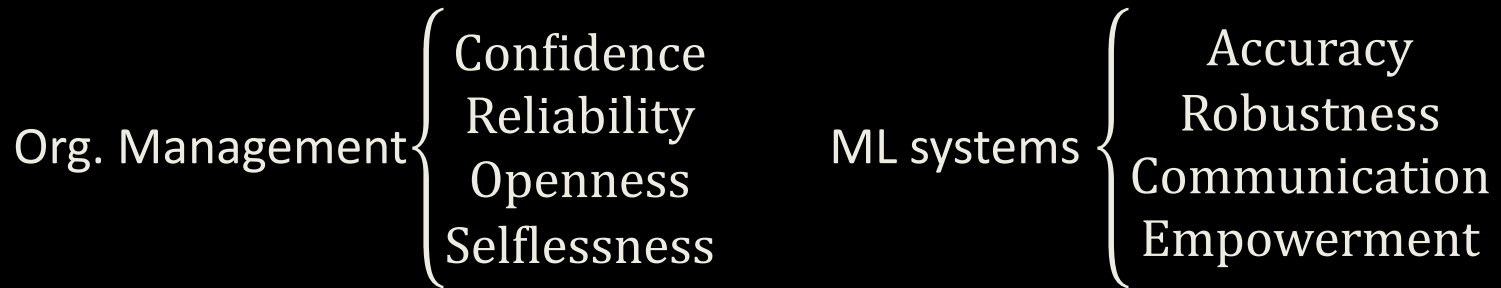 Org. Management
Confidence
Reliability
Openness
Selflessness
ML systems
Accuracy
Robustness
Communication
Empowerment